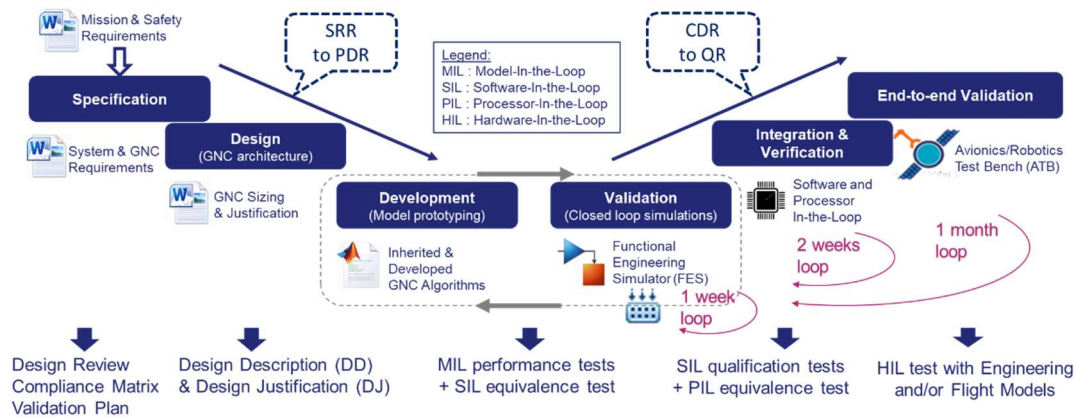 Mission & Safety
Requirements
SRR
to PDR
Legend:
MIL : Model-In-the-Loop
SIL : Software-In-the-Loop
PIL : Processor-In-the-Loop
HIL : Hardware-In-the-Loop
CDR
to QR
Specification
End-to-end Validation
System & GNC
Requirements
Design
(GNC architecture)
Integration &
Verification
Avionics/Robotics
Test Bench (ATB)
GNC Sizing
& Justification
Development
(Model prototyping)
Validation
(Closed loop simulations)
Software and
Processor
In-the-Loop
Inherited &
Developed
GNC Algorithms
Functional
Engineering
Simulator (FES)
1 week
loop
2 weeks
loop
1 month
loop
Design Review
Compliance Matrix
Validation Plan
Design Description (DD)
& Design Justification (DJ)
MIL performance tests
+ SIL equivalence test
SIL qualification tests
+ PIL equivalence test
HIL test with Engineering
and/or Flight Models